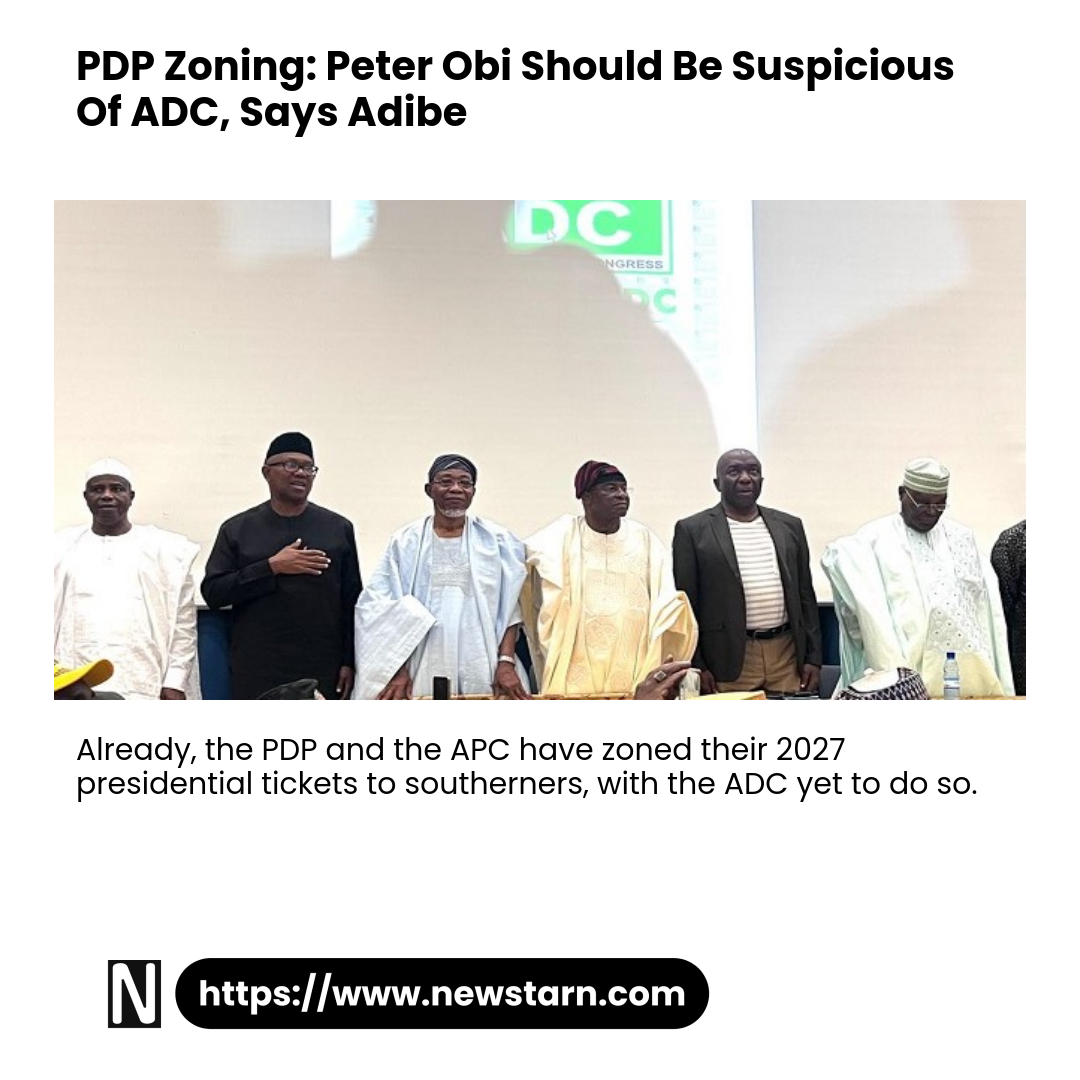 PDP Zoning: Peter Obi Should Be Suspicious
Of ADC, Says Adibe
DC
NGRESS
DC
Already, the PDP and the APC have zoned their 2027
presidential tickets to southerners, with the ADC yet to do so.
N
https://www.newstarn.com